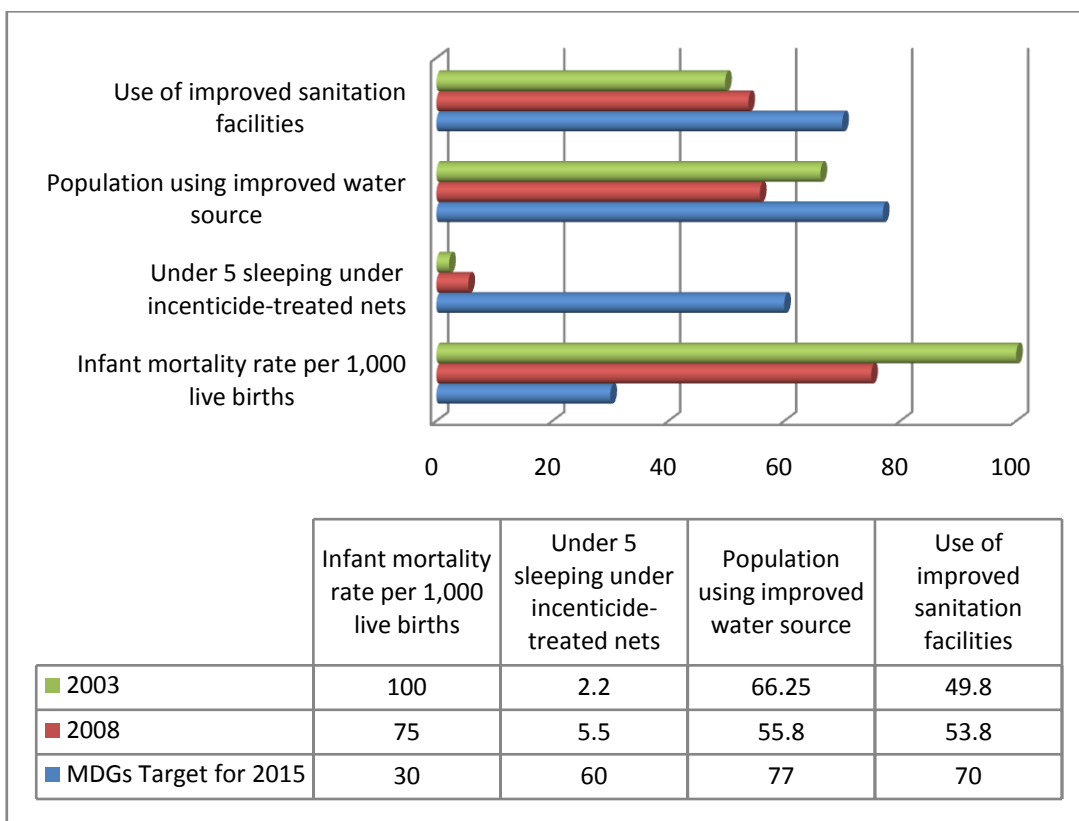 Use of improved sanitation
facilities
Population using improved water
source
Under 5 sleeping under
incenticide-treated nets
Infant mortality rate per 1,000
live births
0 20 40 60 80 100
Infant mortality
rate per 1,000
live births
Under 5
sleeping under
incenticide-
treated nets
Population
using improved
water source
Use of
improved
sanitation
facilities
2003 100 2.2 66.25 49.8
2008 75 5.5 55.8 53.8
MDGs Target for 2015 30 60 77 70